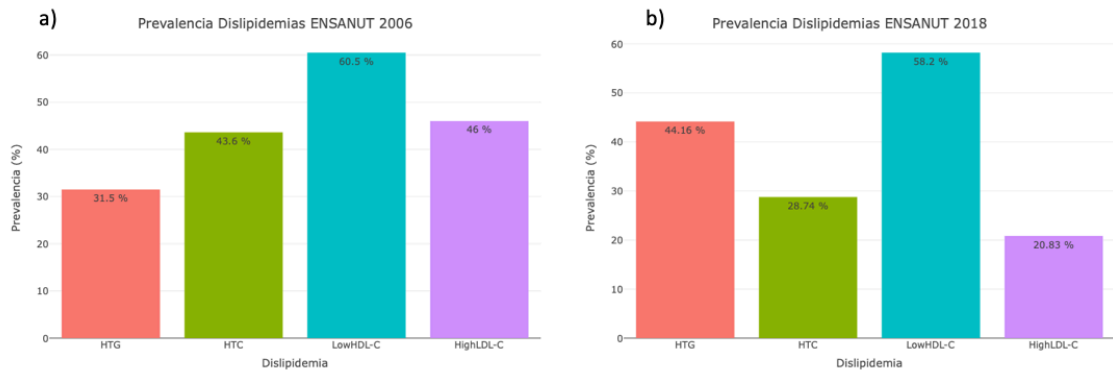 a)
Prevalencia Dislipidemias ENSANUT 2006
Prevalencia (%)
60
50
40
30
20
10
0
31.5 %
43.6 %
60.5 %
46 %
HTG
HTC
LowHDL-C
HighLDL-C
Dislipidemia
b)
Prevalencia Dislipidemias ENSANUT 2018
Prevalencia (%)
60
50
40
30
20
10
0
44.16 %
28.74 %
58.2 %
20.83 %
HTG
HTC
LowHDL-C
HighLDL-C
Dislipidemia